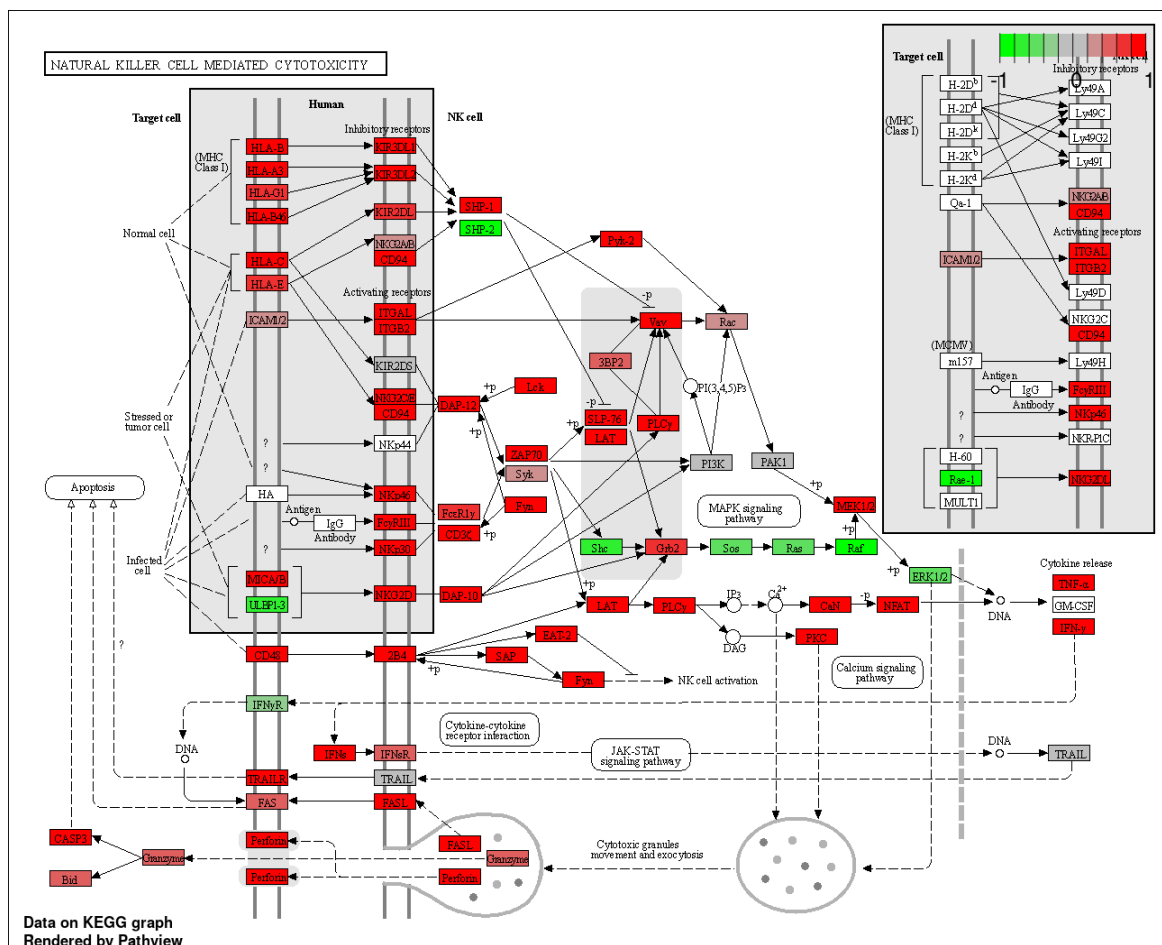 NATURAL KILLER CELL MEDIATED CYTOTOXICITY
Target cell
Human
NK cell
Inhibitory receptors
(MHC
Class I)
HLA-B
KIR3DL1
HLA-A3
KIR3DL2
HLA-G1
HLA-B46
KIR2DL
SHP-1
SHP-2
Normal cell
NKG2A/B
CD94
Pyk-2
HLA-C
HLA-E
Activating receptors
ICAM1/2
ITGAL
ITGB2
-p
Vav
Rac
3BP2
KIR2DS
PI(3,4,5)P3
+p
Lck
NKG2C/E
CD94
DAP-12
-p
Stressed or
tumor cell
SLP-76
+p
LAT
PLCγ
+p
?
NKp44
ZAP70
Syk
PI3K
PAK1
?
Apoptosis
HA
NKp46
Fyn
+p
MEK1/2
Antigen
IgG
Antibody
FcγRIII
FcεR1γ
CD3ζ
+p
MAPK signaling
pathway
+p
Infected
cell
?
NKp30
Shc
Grb2
Sos
Ras
Raf
+p
ERK1/2
MICA/B
ULBP1-3
NKG2D
DAP-10
+p
LAT
PLCγ
IP3
Ca2+
CaN
-p
NFAT
DNA
Cytokine release
TNF-α
GM-CSF
IFN-γ
DAG
PKC
?
CD48
2B4
+p
EAT-2
SAP
Fyn
NK cell activation
Calcium signaling
pathway
IFNγR
DNA
Cytokine-cytokine
receptor interaction
IFNs
IFNsR
JAK-STAT
signaling pathway
DNA
TRAIL
TRAILR
TRAIL
FAS
FASL
CASP3
Granzyme
Bid
Perforin
Perforin
FASL
Granzyme
Perforin
Cytotoxic granules
movement and exocytosis
Target cell
-1
0
1
Inhibitory receptors
(MHC
Class I)
H-2Db
H-2Dd
H-2Dk
H-2Kb
H-2Kd
Ly49A
Ly49C
Ly49G2
Ly49I
Qa-1
NKG2A/B
CD94
Activating receptors
ICAM1/2
ITGAL
ITGB2
Ly49D
NKG2C
CD94
(MCMV)
m157
Ly49H
Antigen
IgG
Antibody
FcγRIII
?
NKp46
?
NKR-P1C
H-60
Rae-1
MULT1
NKG2DL
Data on KEGG graph
Rendered by Pathview